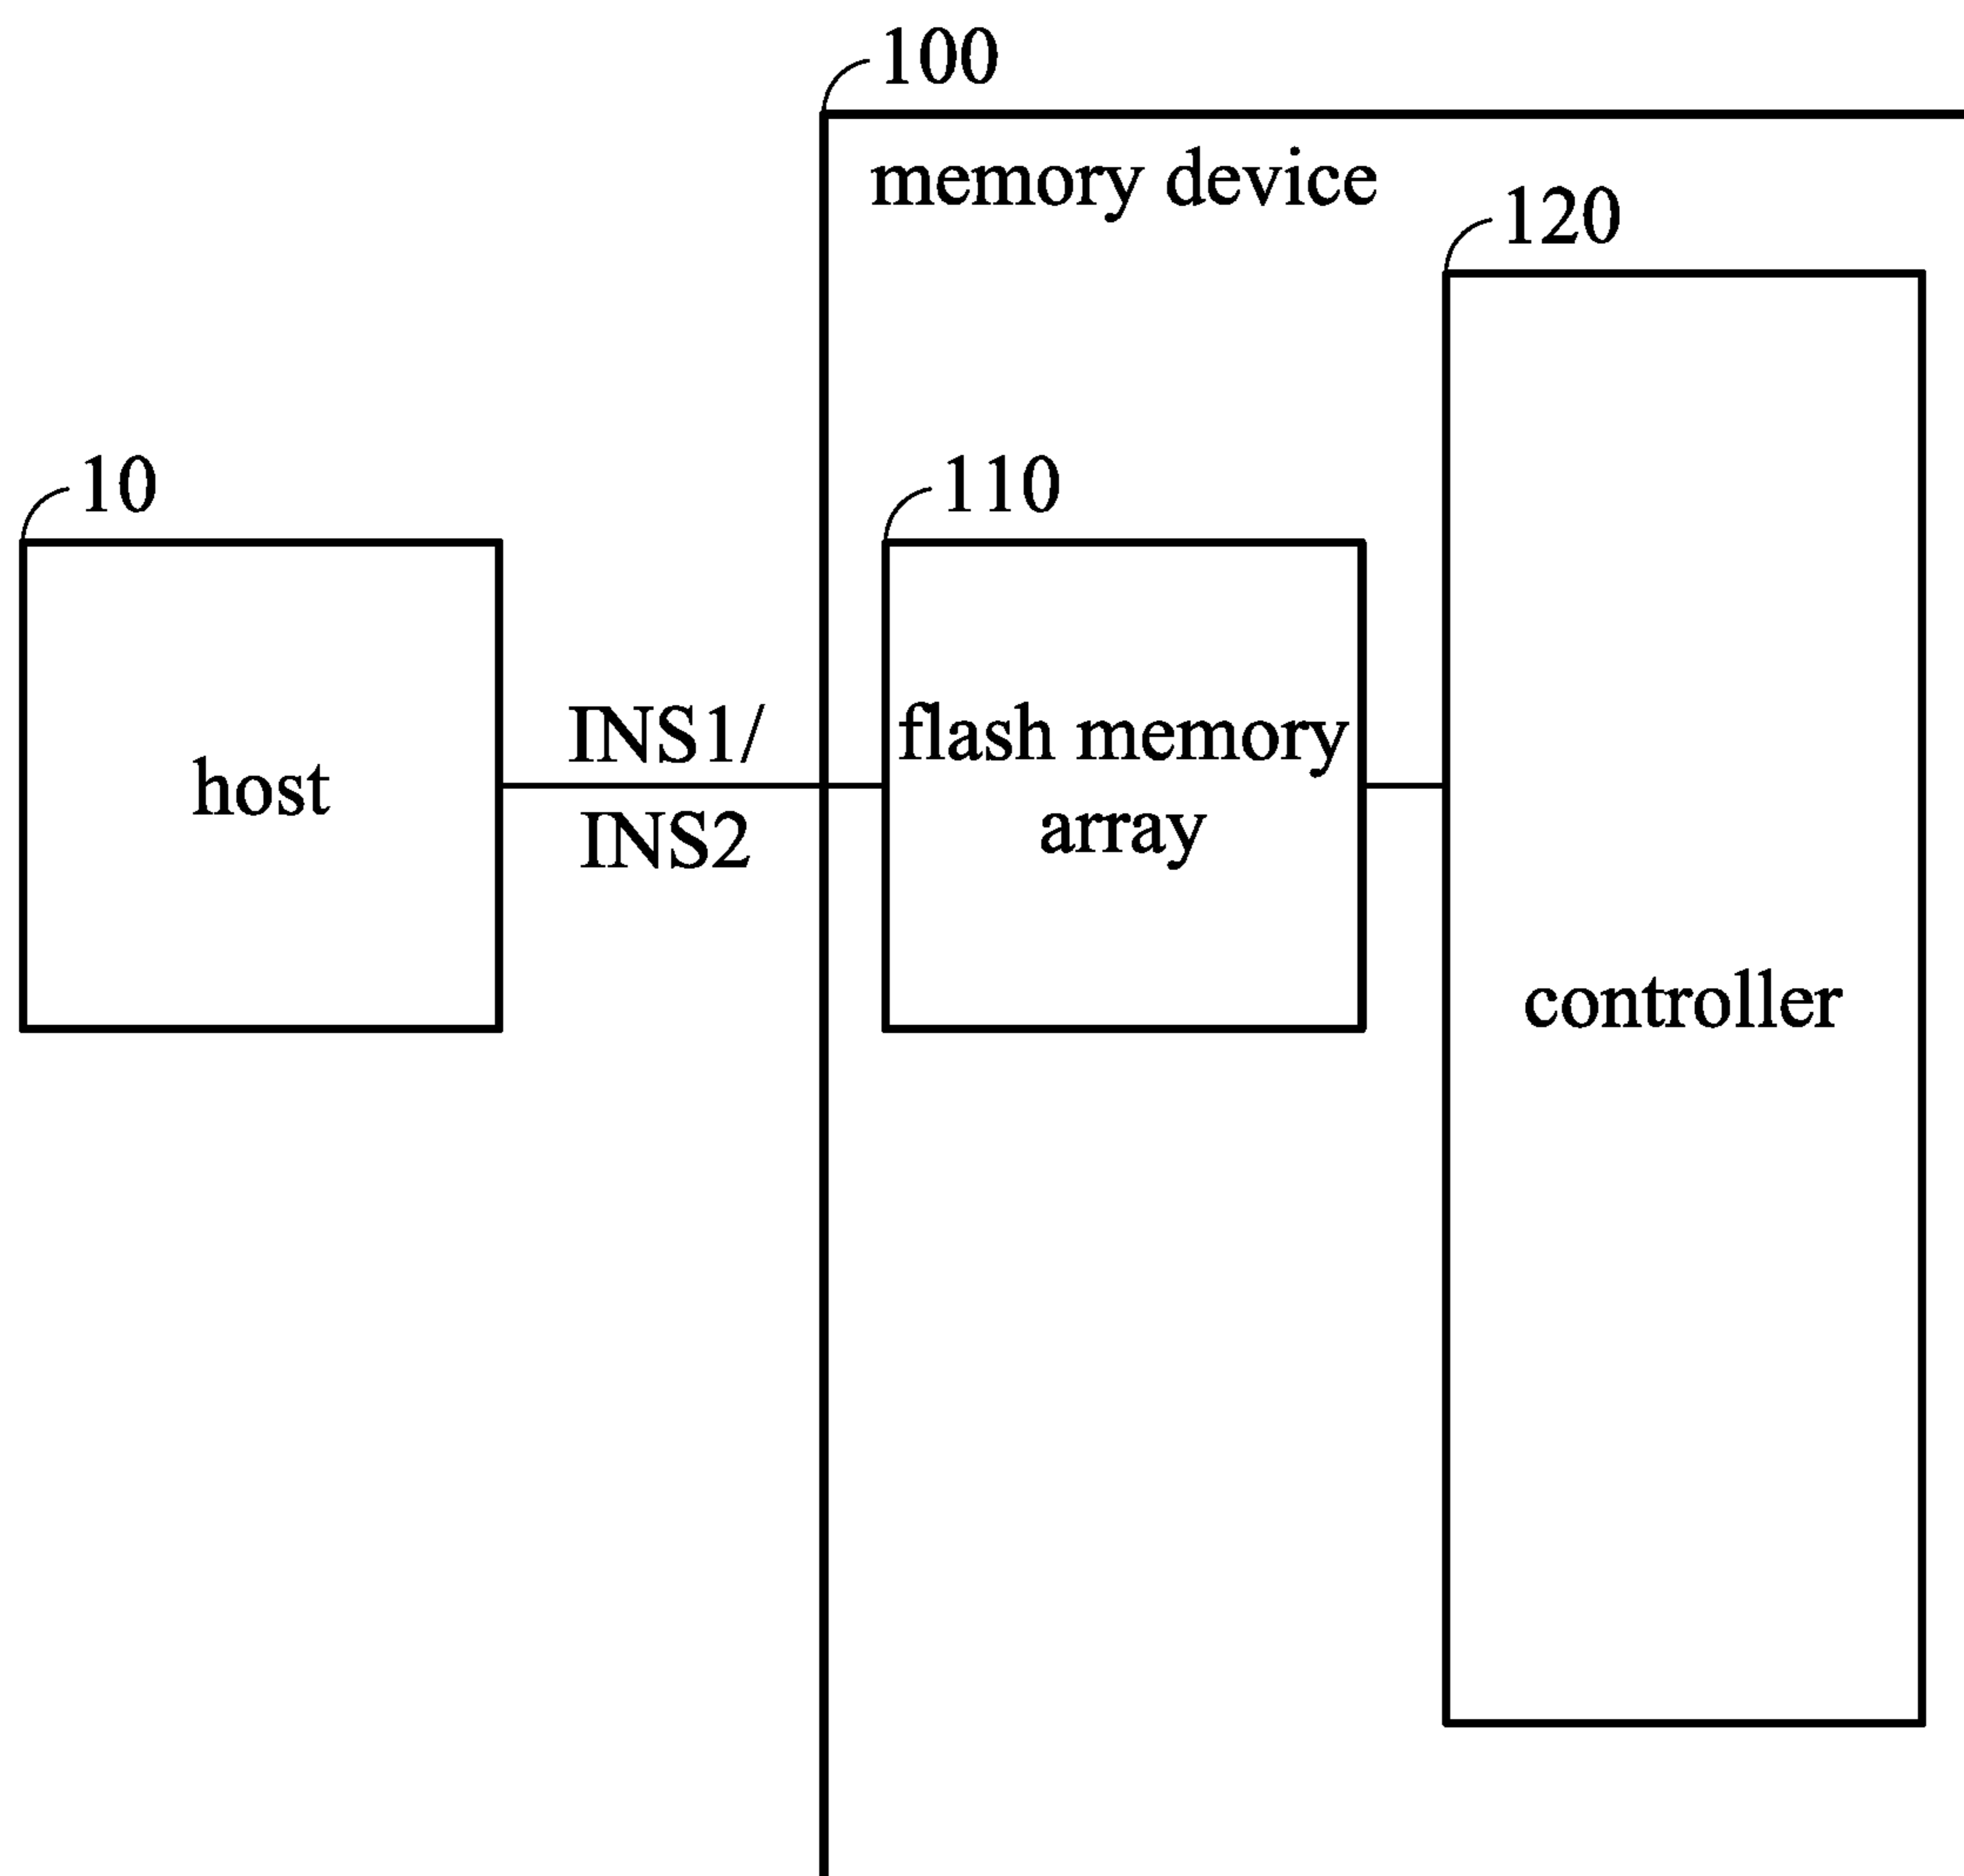 100
memory device
120
10
110
host
INS1/
INS2
flash memory
array
controller